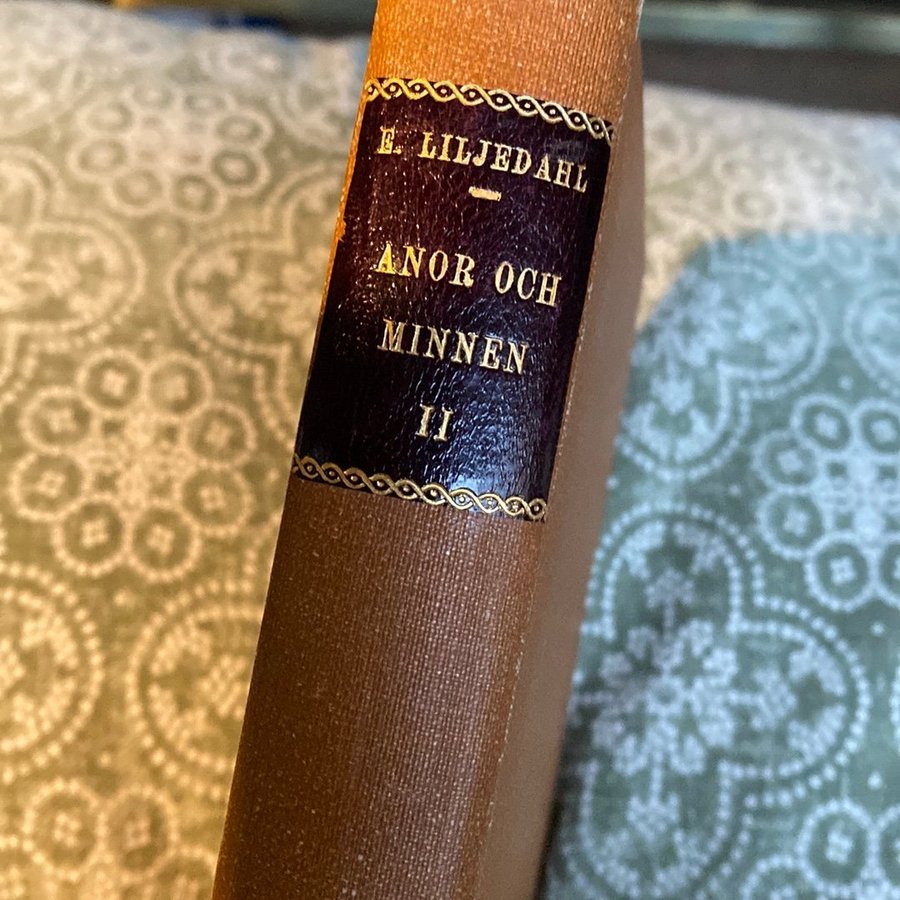 E. LILJEDAHL
ANOR OCH
MINNEN
II